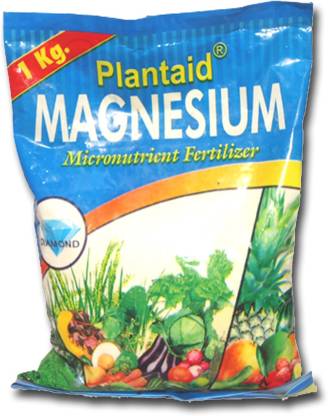 1 Kg.
Plantaid®
MAGNESIUM
Micronutrient Fertilizer
DIAMOND